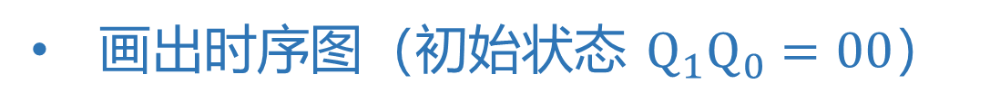 • 画出时序图（初始状态 Q₁Q₀ = 00）